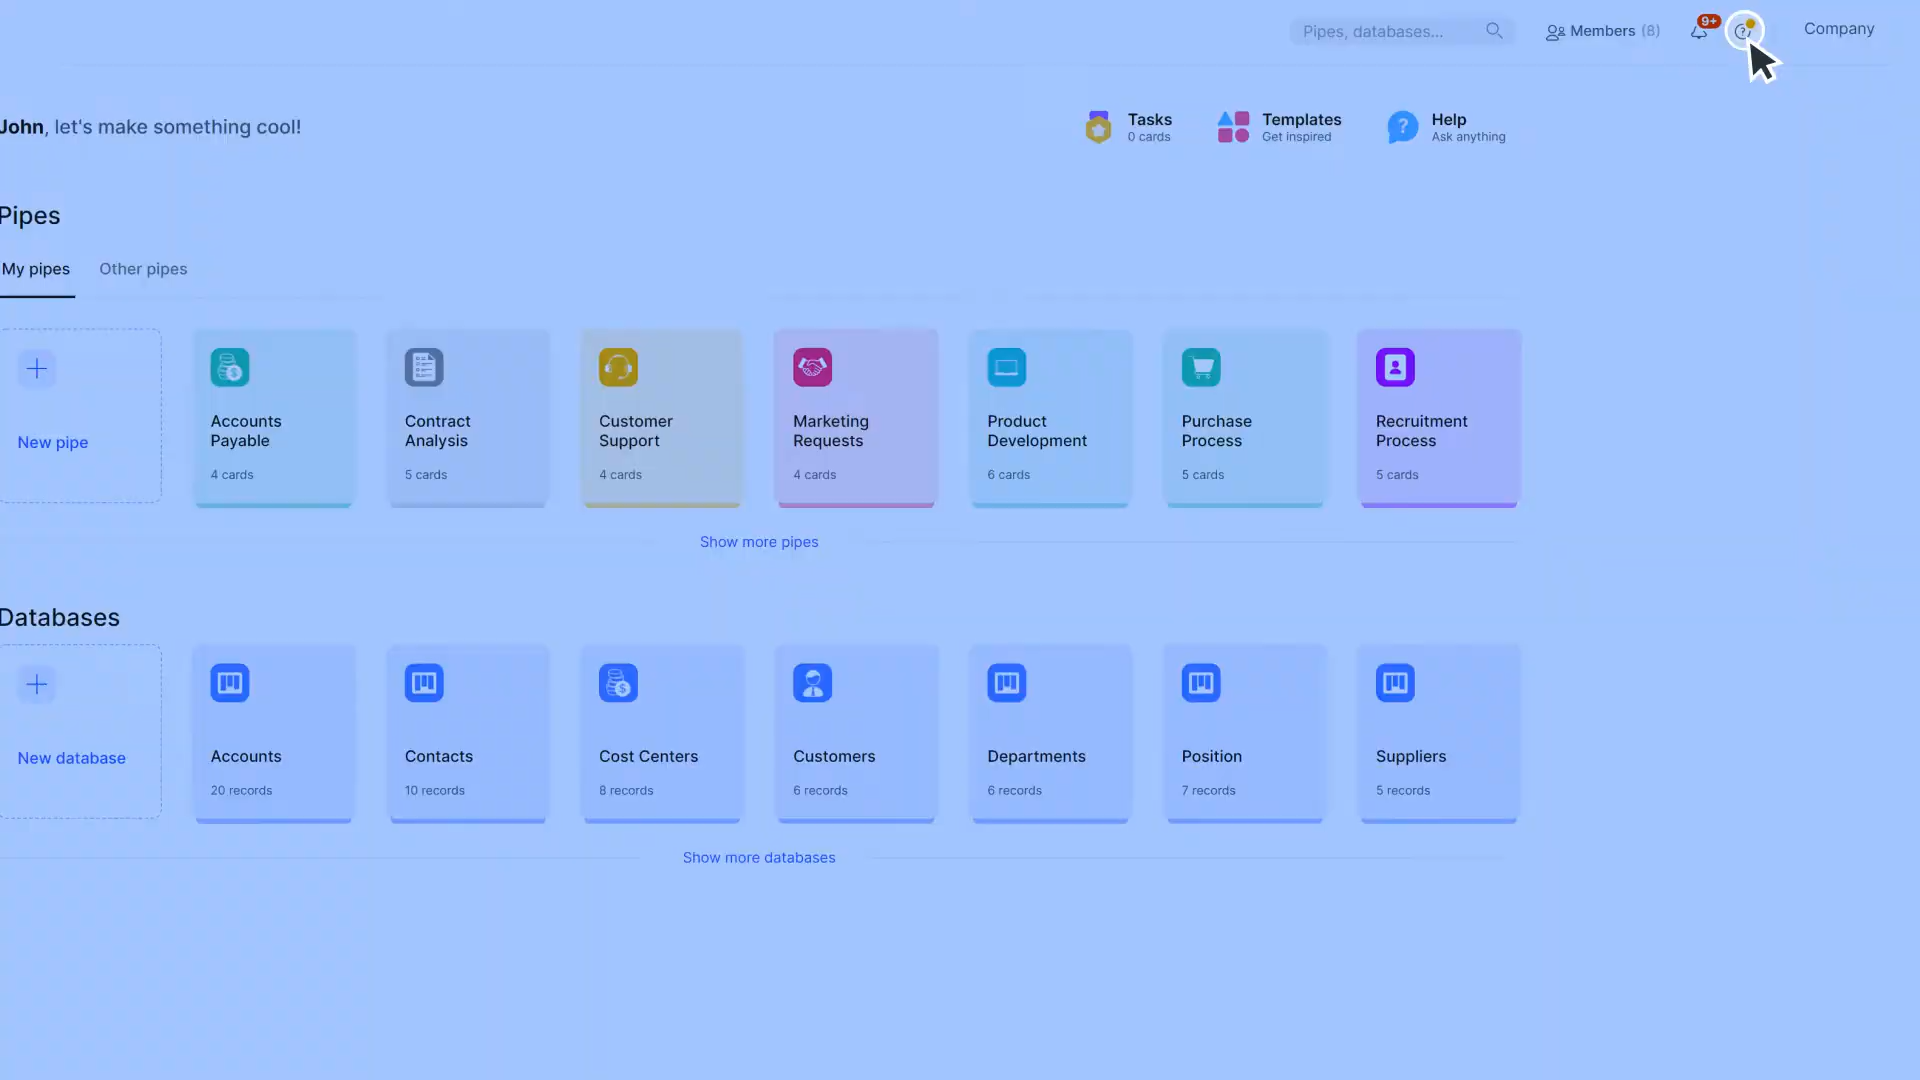 Pipes, databases...
Members (8)
9+
?
Company
John, let's make something cool!
Tasks
0 cards
Templates
Get inspired
?
Help
Ask anything
Pipes
My pipes
Other pipes
New pipe
Accounts
Payable
4 cards
Contract
Analysis
5 cards
Customer
Support
4 cards
Marketing
Requests
4 cards
Product
Development
6 cards
Purchase
Process
5 cards
Recruitment
Process
5 cards
Show more pipes
Databases
New database
Accounts
20 records
Contacts
10 records
$
Cost Centers
8 records
Customers
6 records
Departments
6 records
Position
7 records
Suppliers
5 records
Show more databases